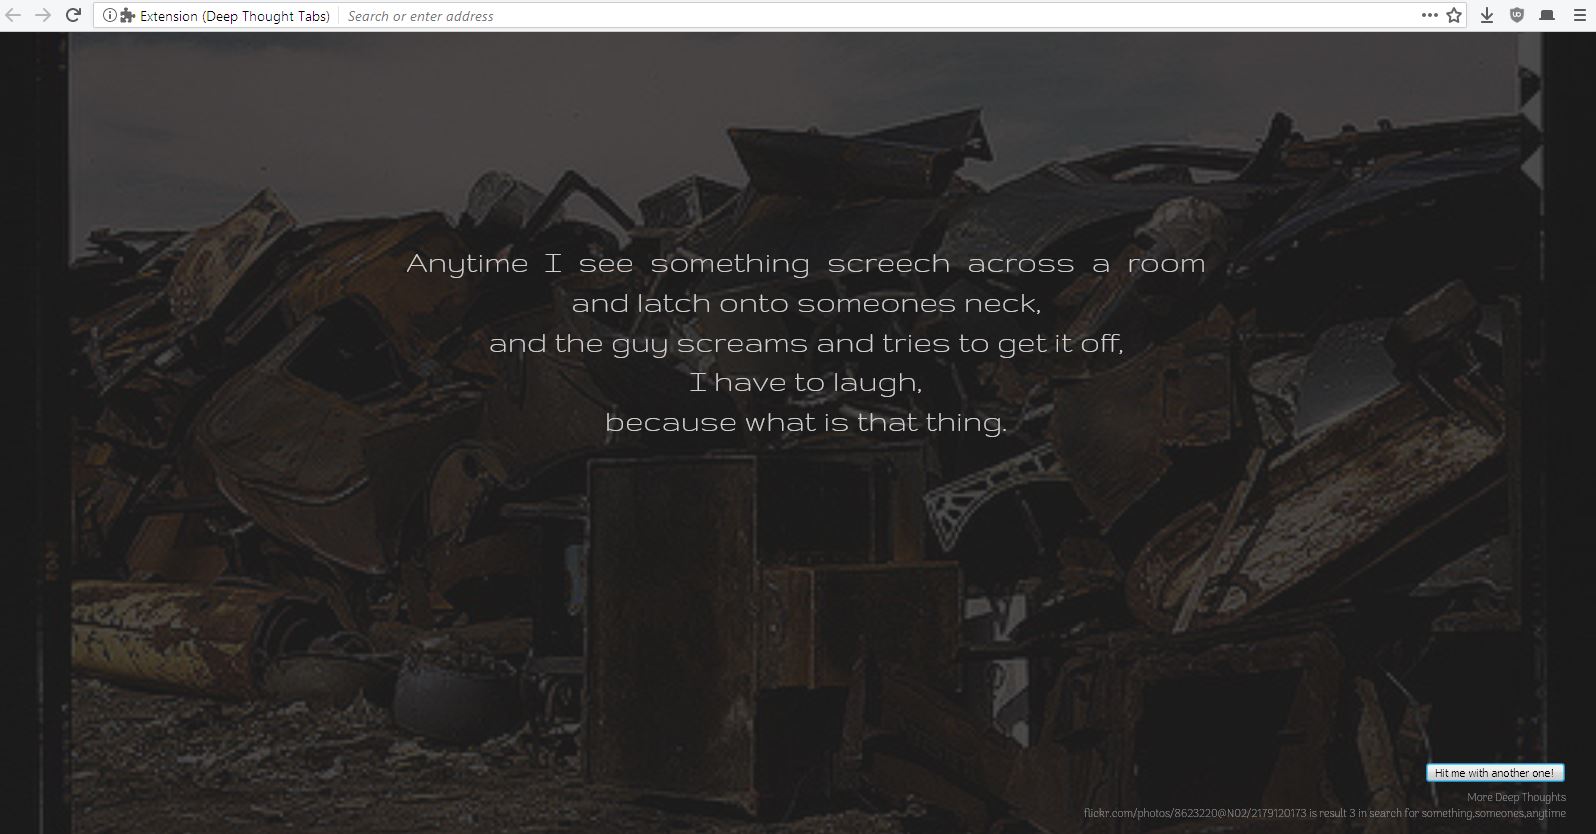 Extension (Deep Thought Tabs) Search or enter address
Anytime I see something screech across a room
and latch onto someones neck,
and the guy screams and tries to get it off,
I have to laugh,
because what is that thing.
Hit me with another one!
More Deep Thoughts
flickr.com/photos/8623220@N02/2179120173 is result 3 in search for something,someones,anytime